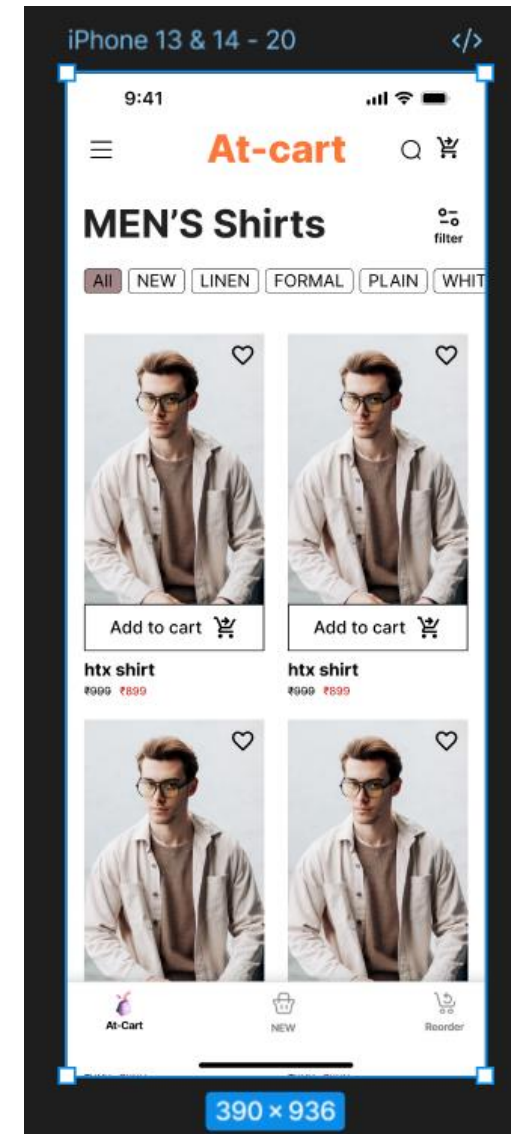 iPhone 13 & 14 - 20 </>
9:41
At-cart
MEN'S Shirts
filter
All NEW LINEN FORMAL PLAIN WHIT
Add to cart Add to cart
htx shirt htx shirt
₹999 ₹899 ₹999 ₹899
At-Cart NEW Reorder
390 × 936